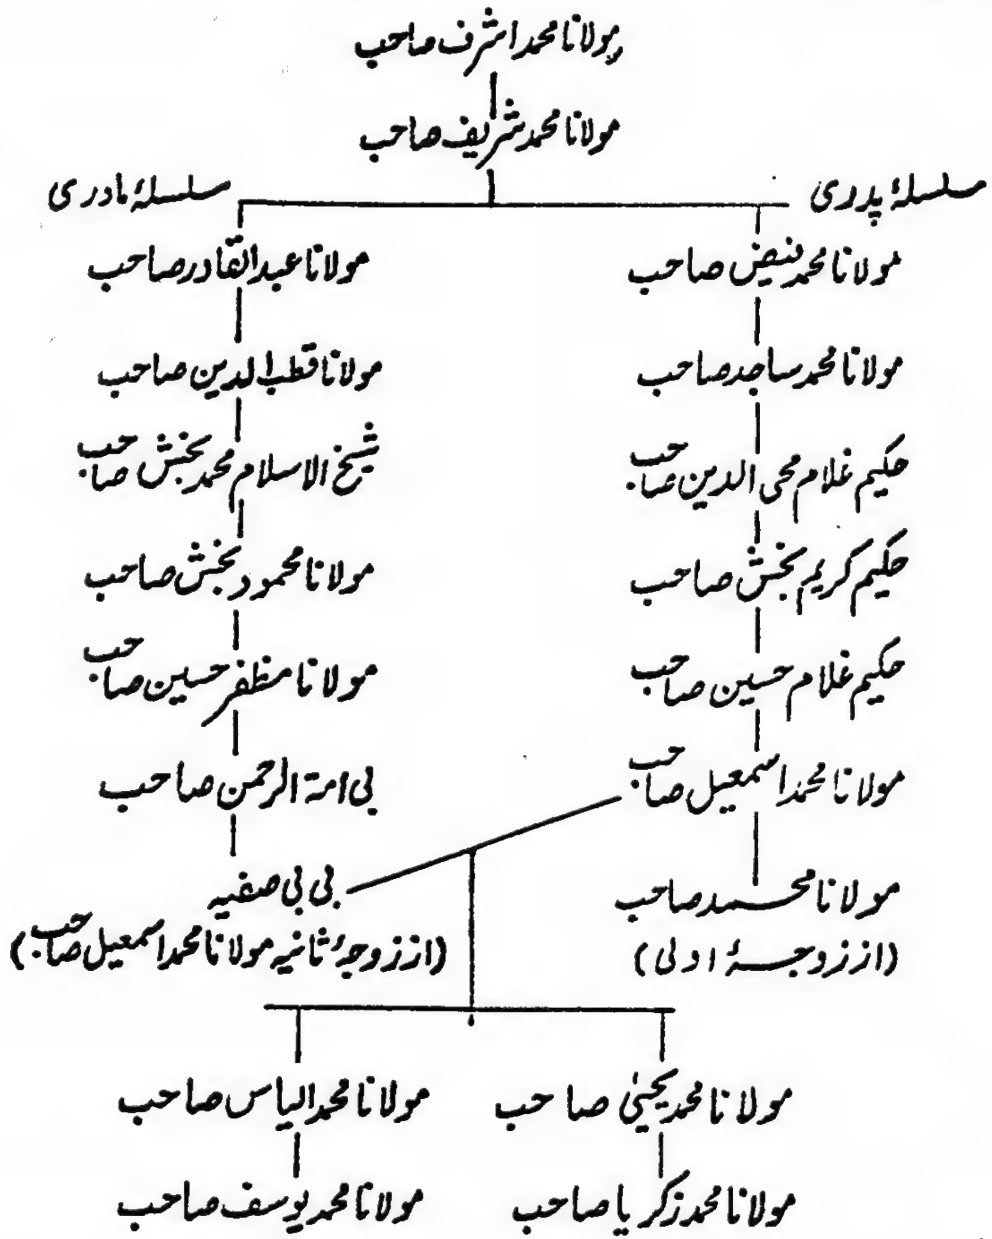 مولانا محمد اشرف صاحب
مولانا محمد شریف صاحب
سلسلۂ پدری
سلسلۂ مادری
مولانا محمد فیض صاحب
مولانا عبدالقادر صاحب
مولانا محمد ساجد صاحب
مولانا قطب الدین صاحب
حکیم غلام محی الدین صاحب
شیخ الاسلام محمد بخش صاحب
حکیم کریم بخش صاحب
مولانا محمود بخش صاحب
حکیم غلام حسین صاحب
مولانا مظفر حسین صاحب
مولانا محمد اسمعیل صاحب
بی امۃ الرحمن صاحب
مولانا محمد صاحب
بی بی صفیہ
(از زوجۂ اولی)
(از زوجۂ ثانیہ مولانا محمد اسمعیل صاحب)
مولانا محمد یحییٰ صاحب
مولانا محمد الیاس صاحب
مولانا محمد زکریا صاحب
مولانا محمد یوسف صاحب